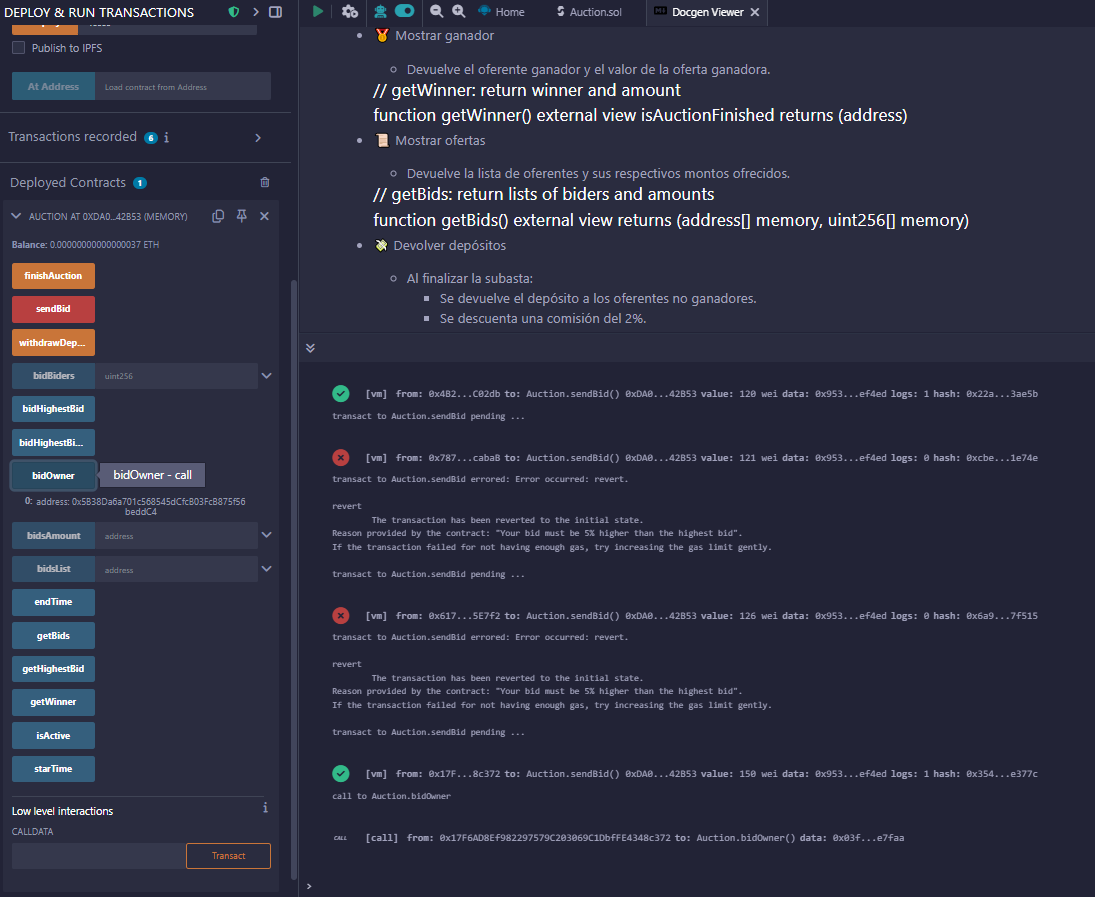 DEPLOY & RUN TRANSACTIONS
Publish to IPFS
At Address Load contract from Address
Transactions recorded 6 i
Deployed Contracts 1
AUCTION AT 0XDA0...42B53 (MEMORY)
Balance: 0.00000000000000037 ETH
finishAuction
sendBid
withdrawDep...
bidBiders uint256
bidHighestBid
bidHighestBi...
bidOwner
bidOwner - call
0: address: 0x5B38Da6a701c568545dCfcB03FcB875f56
beddC4
bidsAmount address
bidsList address
endTime
getBids
getHighestBid
getWinner
isActive
starTime
Low level interactions i
CALLDATA
Transact
Home
Auction.sol
Docgen Viewer
Mostrar ganador
Devuelve el oferente ganador y el valor de la oferta ganadora.
// getWinner: return winner and amount
function getWinner() external view isAuctionFinished returns (address)
Mostrar ofertas
Devuelve la lista de oferentes y sus respectivos montos ofrecidos.
// getBids: return lists of biders and amounts
function getBids() external view returns (address[] memory, uint256[] memory)
Devolver depósitos
Al finalizar la subasta:
Se devuelve el depósito a los oferentes no ganadores.
Se descuenta una comisión del 2%.
[vm] from: 0x4B2...C02db to: Auction.sendBid() 0xDA0...42B53 value: 120 wei data: 0x953...ef4ed logs: 1 hash: 0x22a...3ae5b
transact to Auction.sendBid pending ...
[vm] from: 0x787...cabaB to: Auction.sendBid() 0xDA0...42B53 value: 121 wei data: 0x953...ef4ed logs: 0 hash: 0xcbe...1e74e
transact to Auction.sendBid errored: Error occurred: revert.
revert
The transaction has been reverted to the initial state.
Reason provided by the contract: "Your bid must be 5% higher than the highest bid".
If the transaction failed for not having enough gas, try increasing the gas limit gently.
transact to Auction.sendBid pending ...
[vm] from: 0x617...5E7f2 to: Auction.sendBid() 0xDA0...42B53 value: 126 wei data: 0x953...ef4ed logs: 0 hash: 0x6a9...7f515
transact to Auction.sendBid errored: Error occurred: revert.
revert
The transaction has been reverted to the initial state.
Reason provided by the contract: "Your bid must be 5% higher than the highest bid".
If the transaction failed for not having enough gas, try increasing the gas limit gently.
transact to Auction.sendBid pending ...
[vm] from: 0x17F...8c372 to: Auction.sendBid() 0xDA0...42B53 value: 150 wei data: 0x953...ef4ed logs: 1 hash: 0x354...e377c
call to Auction.bidOwner
CALL [call] from: 0x17F6AD8Ef982297579C203069C1DbfFE4348c372 to: Auction.bidOwner() data: 0x03f...e7faa
>